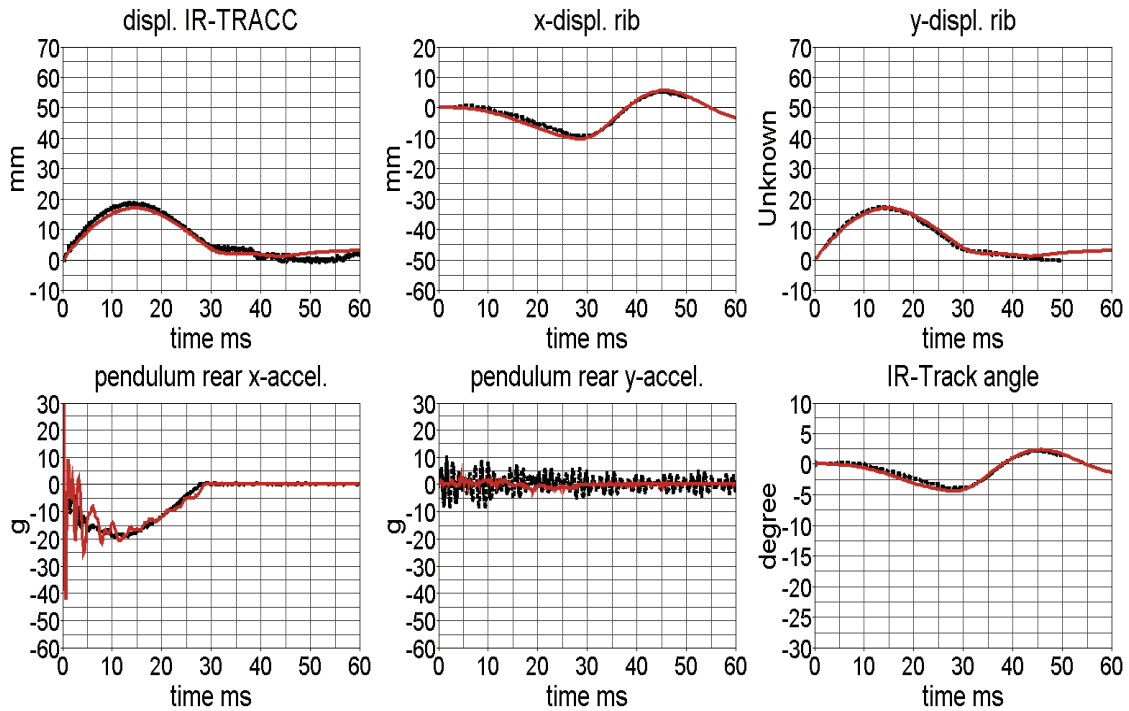 displ. IR-TRACC
x-displ. rib
y-displ. rib
70
60
50
40
30
20
10
0
-10
mm
0 10 20 30 40 50 60
time ms
20
10
0
-10
-20
-30
-40
-50
-60
mm
0 10 20 30 40 50 60
time ms
70
60
50
40
30
20
10
0
-10
Unknown
0 10 20 30 40 50 60
time ms
pendulum rear x-accel.
pendulum rear y-accel.
IR-Track angle
30
20
10
0
-10
-20
-30
-40
-50
-60
g
0 10 20 30 40 50 60
time ms
30
20
10
0
-10
-20
-30
-40
-50
-60
g
0 10 20 30 40 50 60
time ms
10
5
0
-5
-10
-15
-20
-25
-30
degree
0 10 20 30 40 50 60
time ms